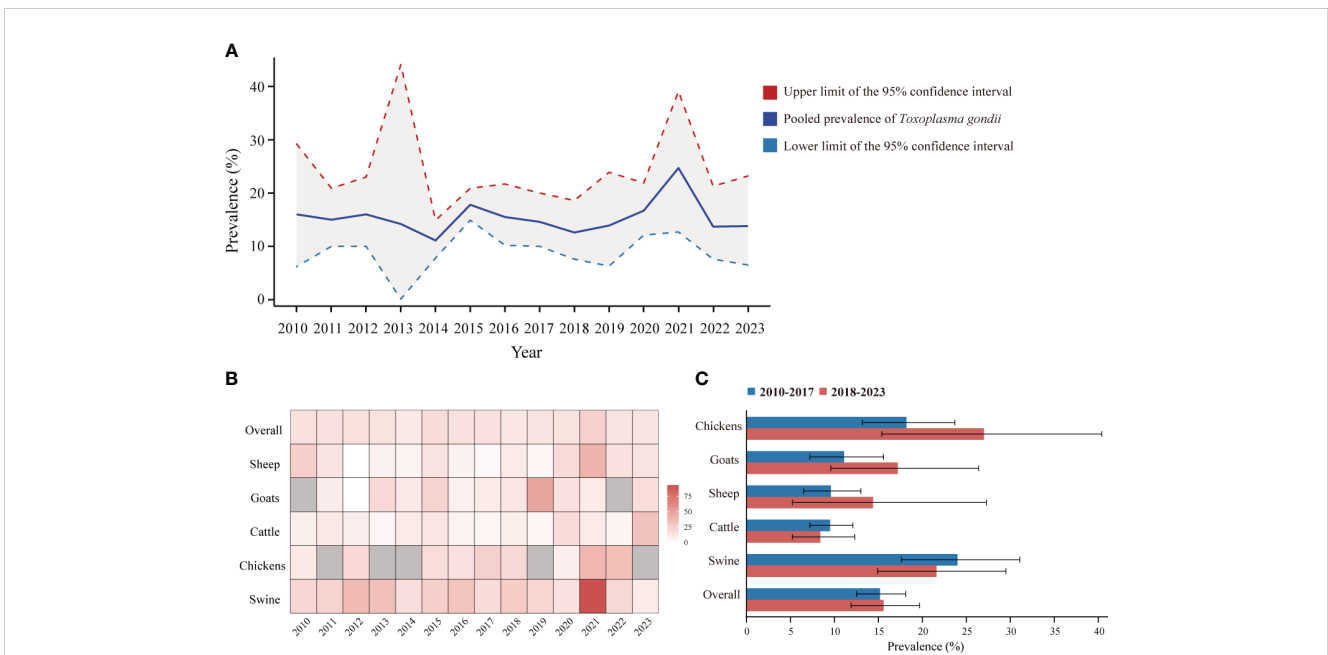 A
Prevalence (%)
40
30
20
10
0
2010 2011 2012 2013 2014 2015 2016 2017 2018 2019 2020 2021 2022 2023
Year
Upper limit of the 95% confidence interval
Pooled prevalence of Toxoplasma gondii
Lower limit of the 95% confidence interval
B
Overall
Sheep
Goats
Cattle
Chickens
Swine
2010 2011 2012 2013 2014 2015 2016 2017 2018 2019 2020 2021 2022 2023
75
50
25
0
C
2010-2017 2018-2023
Chickens
Goats
Sheep
Cattle
Swine
Overall
0 5 10 15 20 25 30 35 40
Prevalence (%)